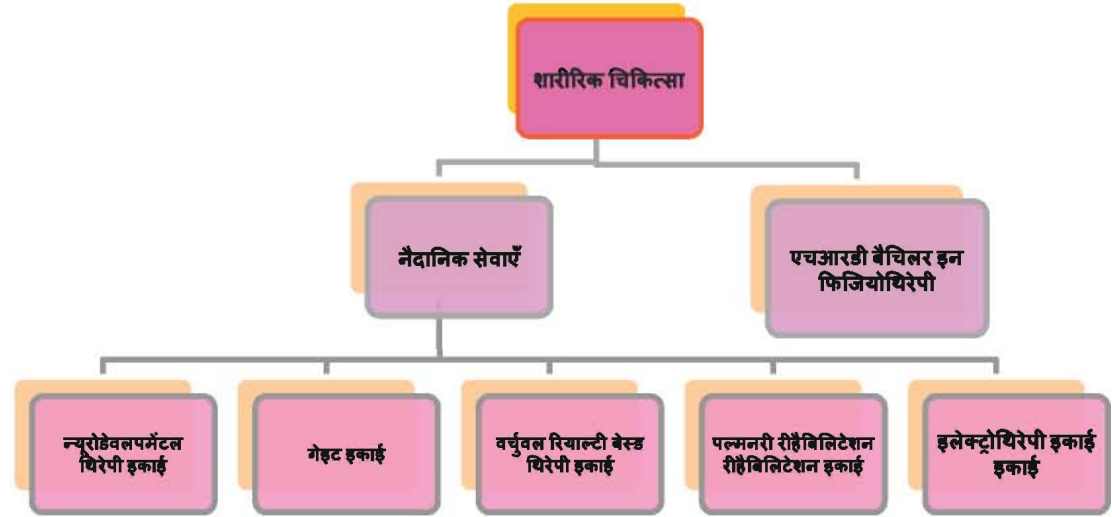 शारीरिक चिकित्सा
नैदानिक सेवाएँ
एचआरडी बैचिलर इन
फिजियोथिरेपी
न्यूरोडेवलपमेंटल
थिरेपी इकाई
गेइट इकाई
वर्चुवल रियाल्टी बेस्ड
थिरेपी इकाई
पल्मनरी रीहैबिलिटेशन
रीहैबिलिटेशन इकाई
इलेक्ट्रोथिरेपी इकाई
इकाई